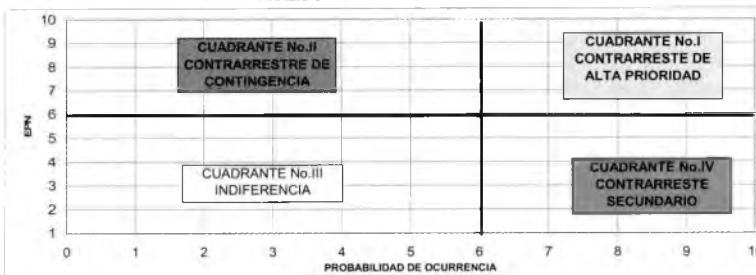 10
9
8
7
6
5
4
3
2
1
EPN
CUADRANTE No.II
CONTRARRESTRE DE
CONTINGENCIA
CUADRANTE No.I
CONTRARRESTE DE
ALTA PRIORIDAD
CUADRANTE No.III
INDIFERENCIA
CUADRANTE No.IV
CONTRARRESTE
SECUNDARIO
0 1 2 3 4 5 6 7 8 9 10
PROBABILIDAD DE OCURRENCIA